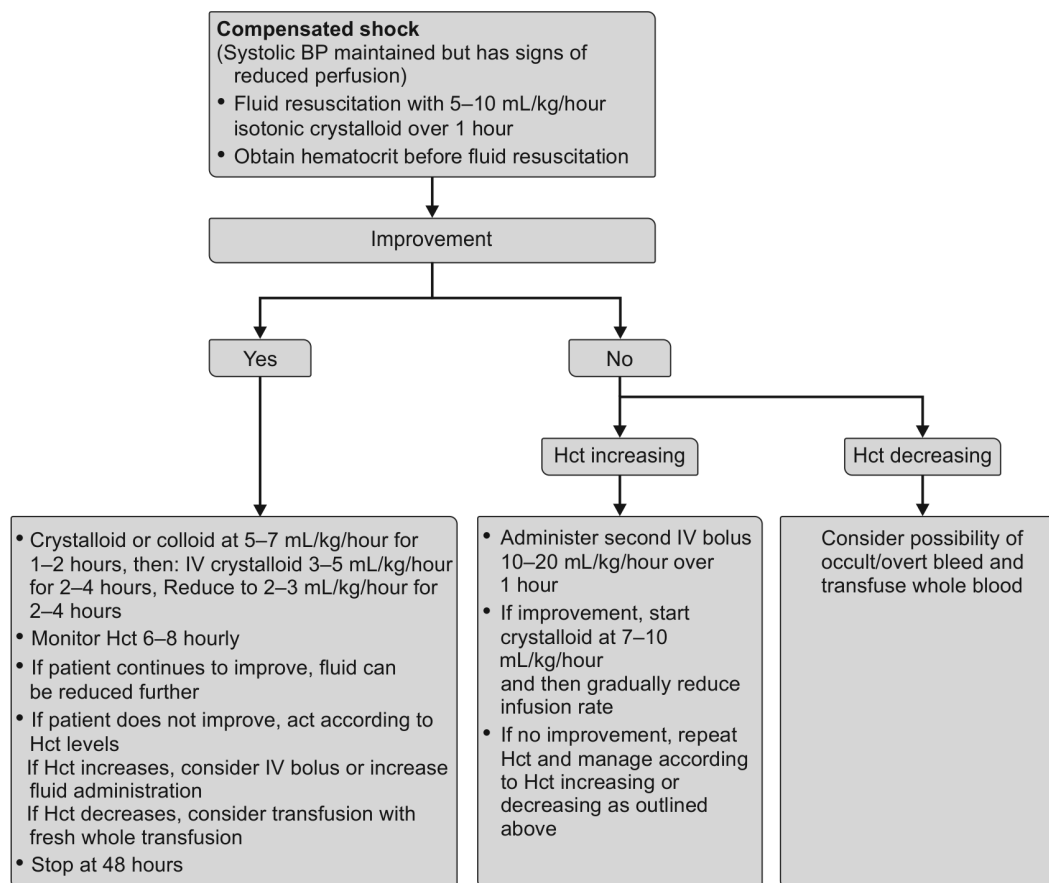 Compensated shock
(Systolic BP maintained but has signs of
reduced perfusion)
• Fluid resuscitation with 5–10 mL/kg/hour
isotonic crystalloid over 1 hour
• Obtain hematocrit before fluid resuscitation
Improvement
Yes
No
Hct increasing
Hct decreasing
• Crystalloid or colloid at 5–7 mL/kg/hour for
1–2 hours, then: IV crystalloid 3–5 mL/kg/hour
for 2–4 hours, Reduce to 2–3 mL/kg/hour for
2–4 hours
• Monitor Hct 6–8 hourly
• If patient continues to improve, fluid can
be reduced further
• If patient does not improve, act according to
Hct levels
If Hct increases, consider IV bolus or increase
fluid administration
If Hct decreases, consider transfusion with
fresh whole transfusion
• Stop at 48 hours
• Administer second IV bolus
10–20 mL/kg/hour over
1 hour
• If improvement, start
crystalloid at 7–10
mL/kg/hour
and then gradually reduce
infusion rate
• If no improvement, repeat
Hct and manage according
to Hct increasing or
decreasing as outlined
above
Consider possibility of
occult/overt bleed and
transfuse whole blood